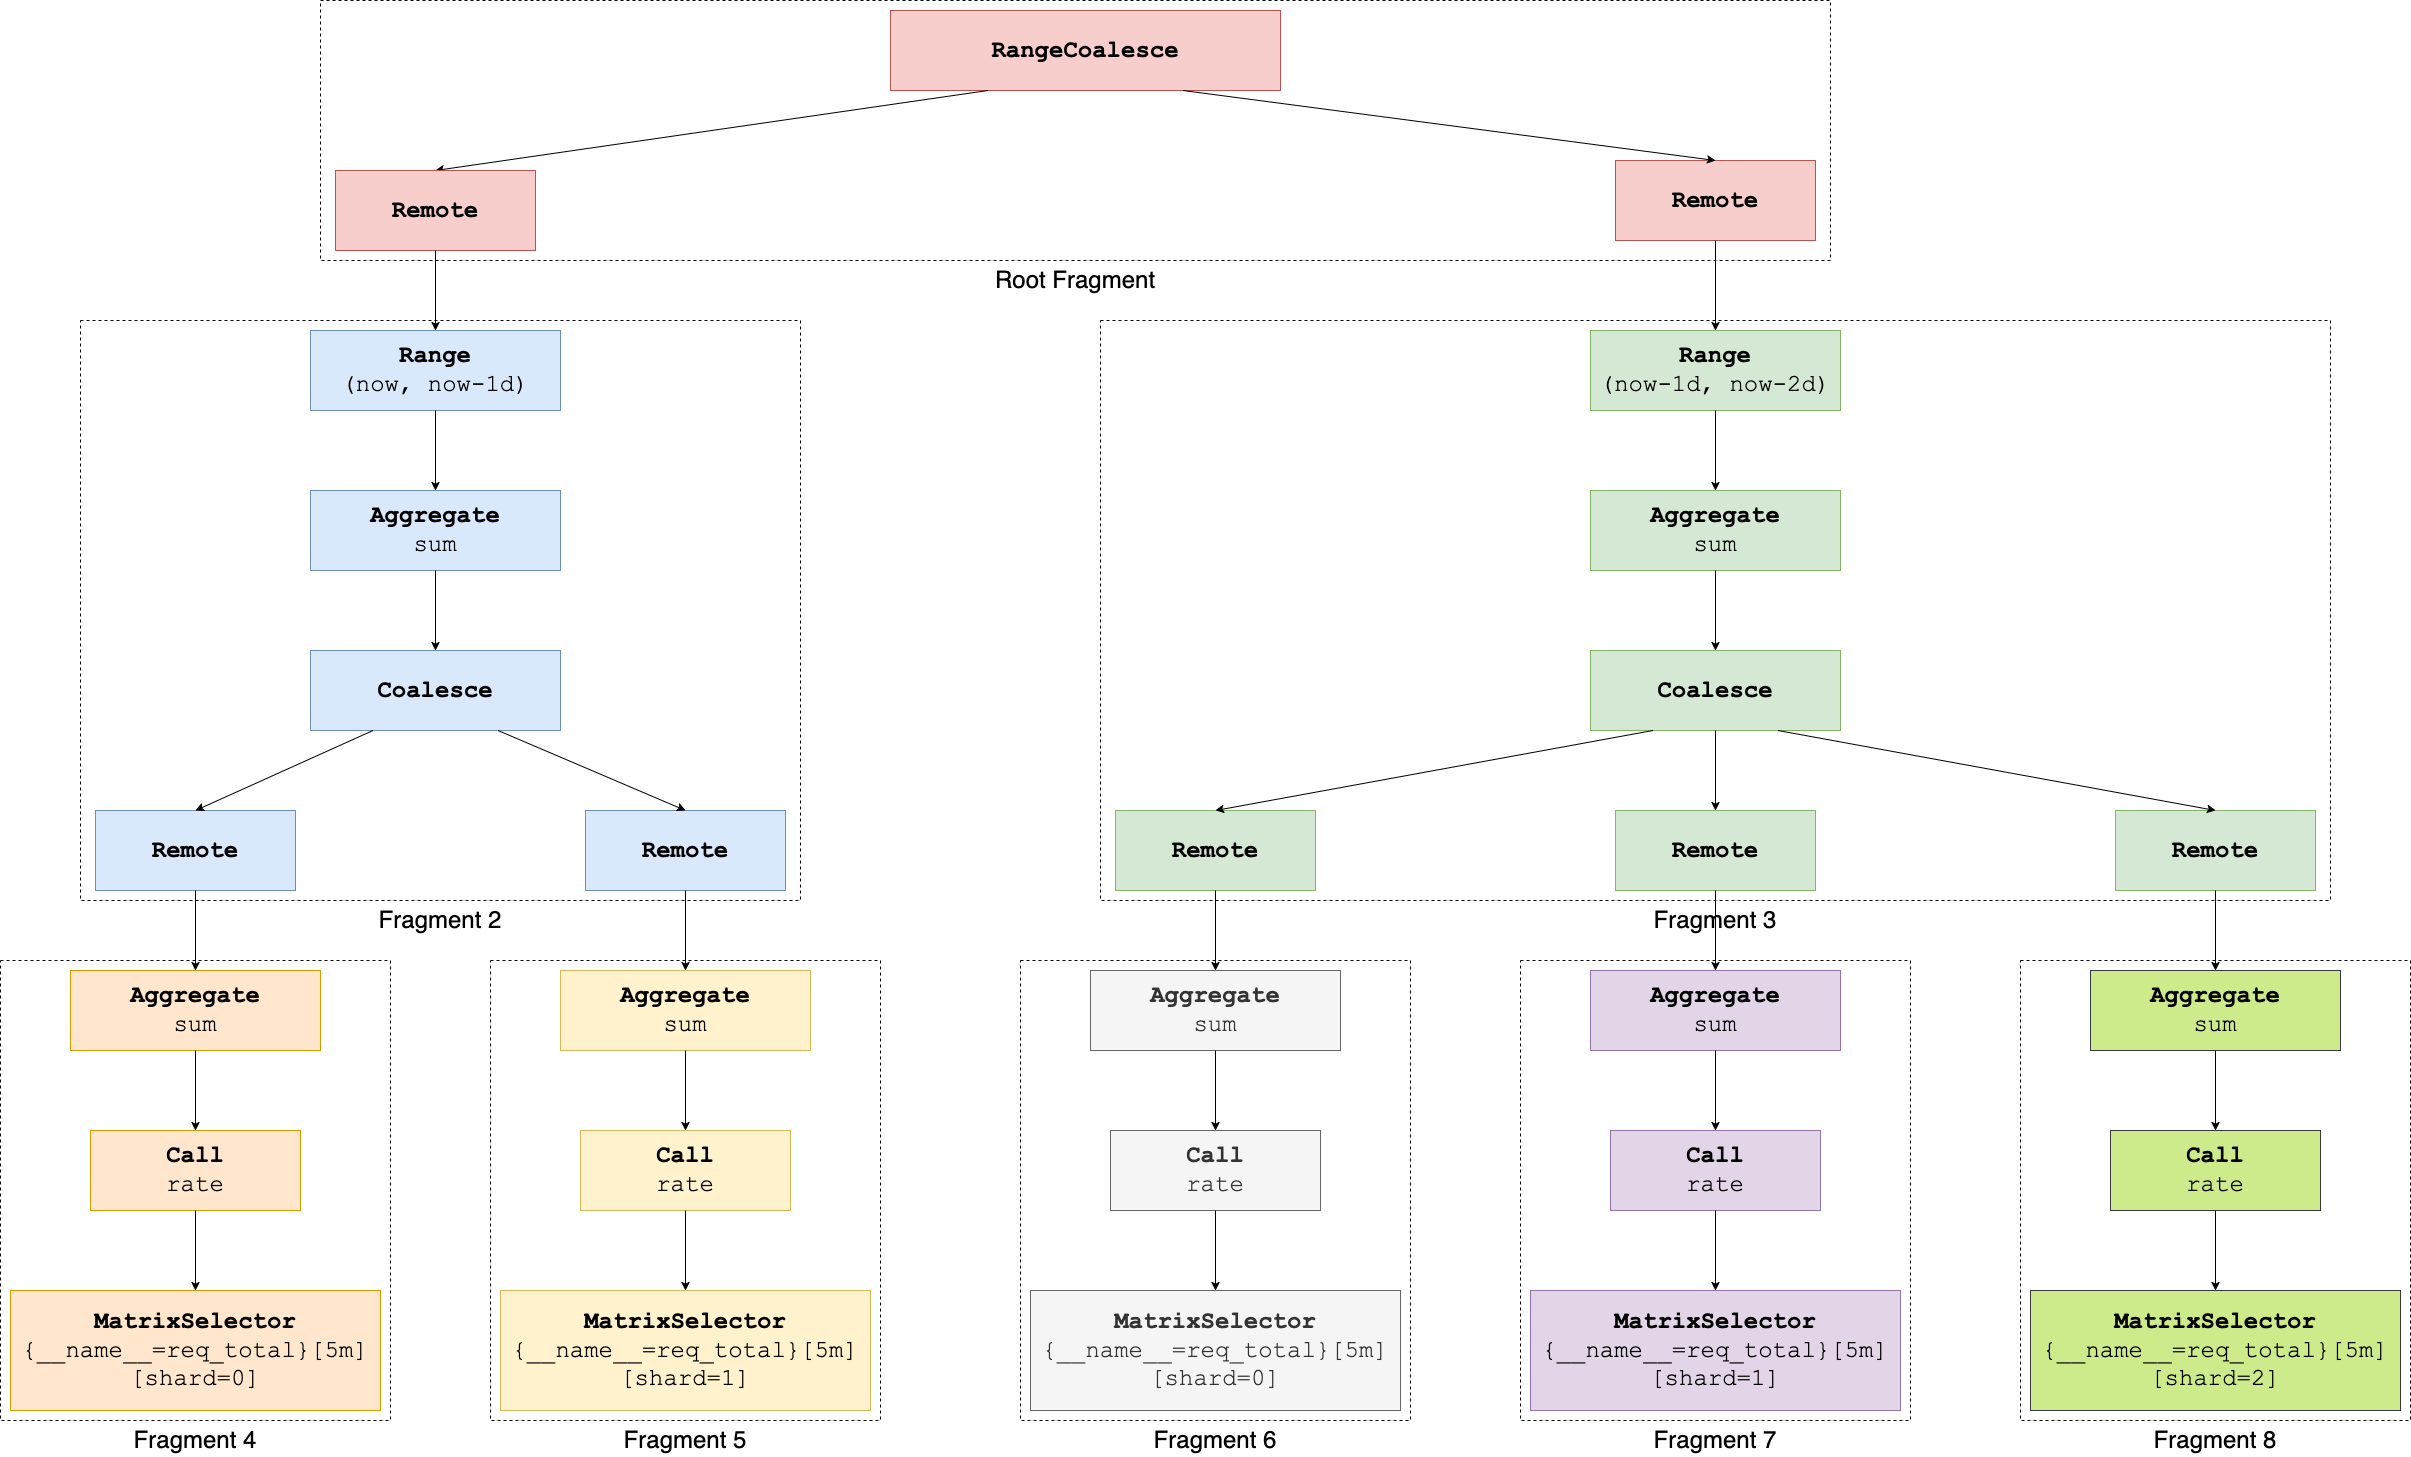 RangeCoalesce
Remote
Remote
Root Fragment
Range
(now, now-1d)
Range
(now-1d, now-2d)
Aggregate
sum
Aggregate
sum
Coalesce
Coalesce
Remote
Remote
Remote
Remote
Remote
Fragment 2
Fragment 3
Aggregate
sum
Aggregate
sum
Aggregate
sum
Aggregate
sum
Aggregate
sum
Call
rate
Call
rate
Call
rate
Call
rate
Call
rate
MatrixSelector
{__name__=req_total}[5m]
[shard=0]
MatrixSelector
{__name__=req_total}[5m]
[shard=1]
MatrixSelector
{__name__=req_total}[5m]
[shard=0]
MatrixSelector
{__name__=req_total}[5m]
[shard=1]
MatrixSelector
{__name__=req_total}[5m]
[shard=2]
Fragment 4
Fragment 5
Fragment 6
Fragment 7
Fragment 8